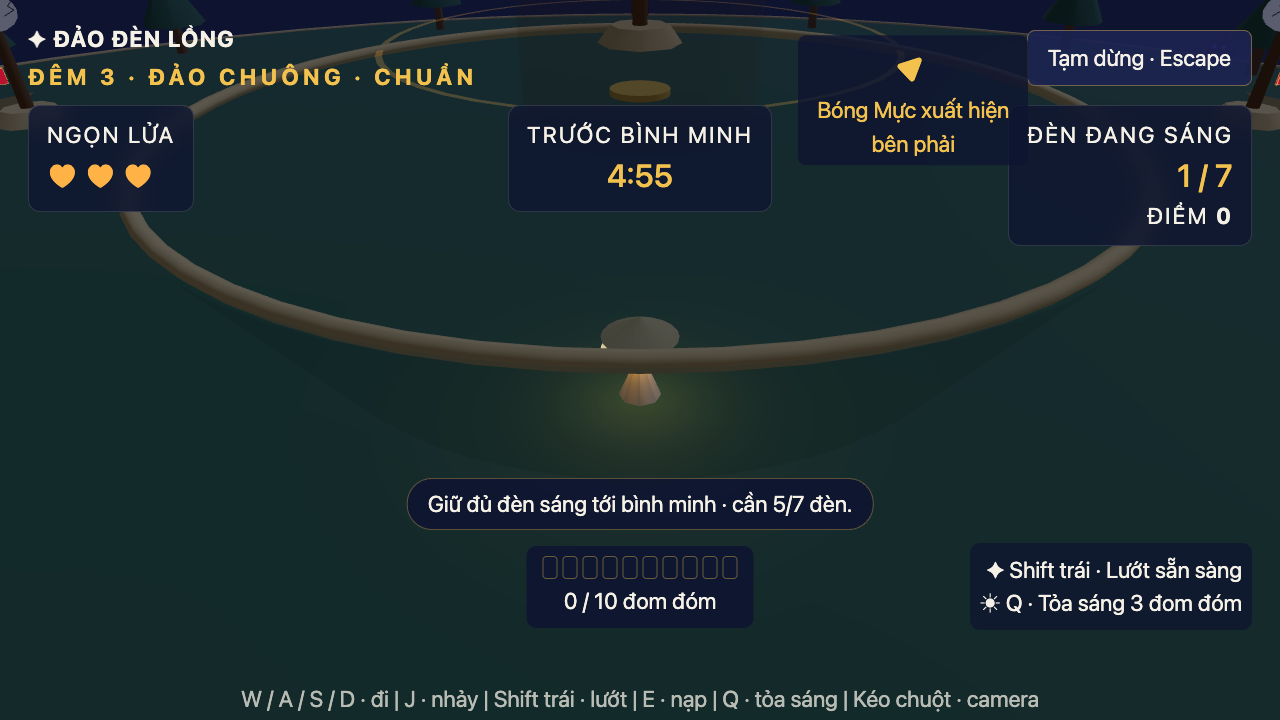 ✦ ĐẢO ĐÈN LỒNG
ĐÊM 3 · ĐẢO CHUÔNG · CHUẨN
NGỌN LỬA
TRƯỚC BÌNH MINH
4:55
Bóng Mực xuất hiện
bên phải
Tạm dừng · Escape
ĐÈN ĐANG SÁNG
1 / 7
ĐIỂM 0
Giữ đủ đèn sáng tới bình minh · cần 5/7 đèn.
0 / 10 đom đóm
✦ Shift trái · Lướt sẵn sàng
☀ Q · Tỏa sáng 3 đom đóm
W / A / S / D · đi | J · nhảy | Shift trái · lướt | E · nạp | Q · tỏa sáng | Kéo chuột · camera